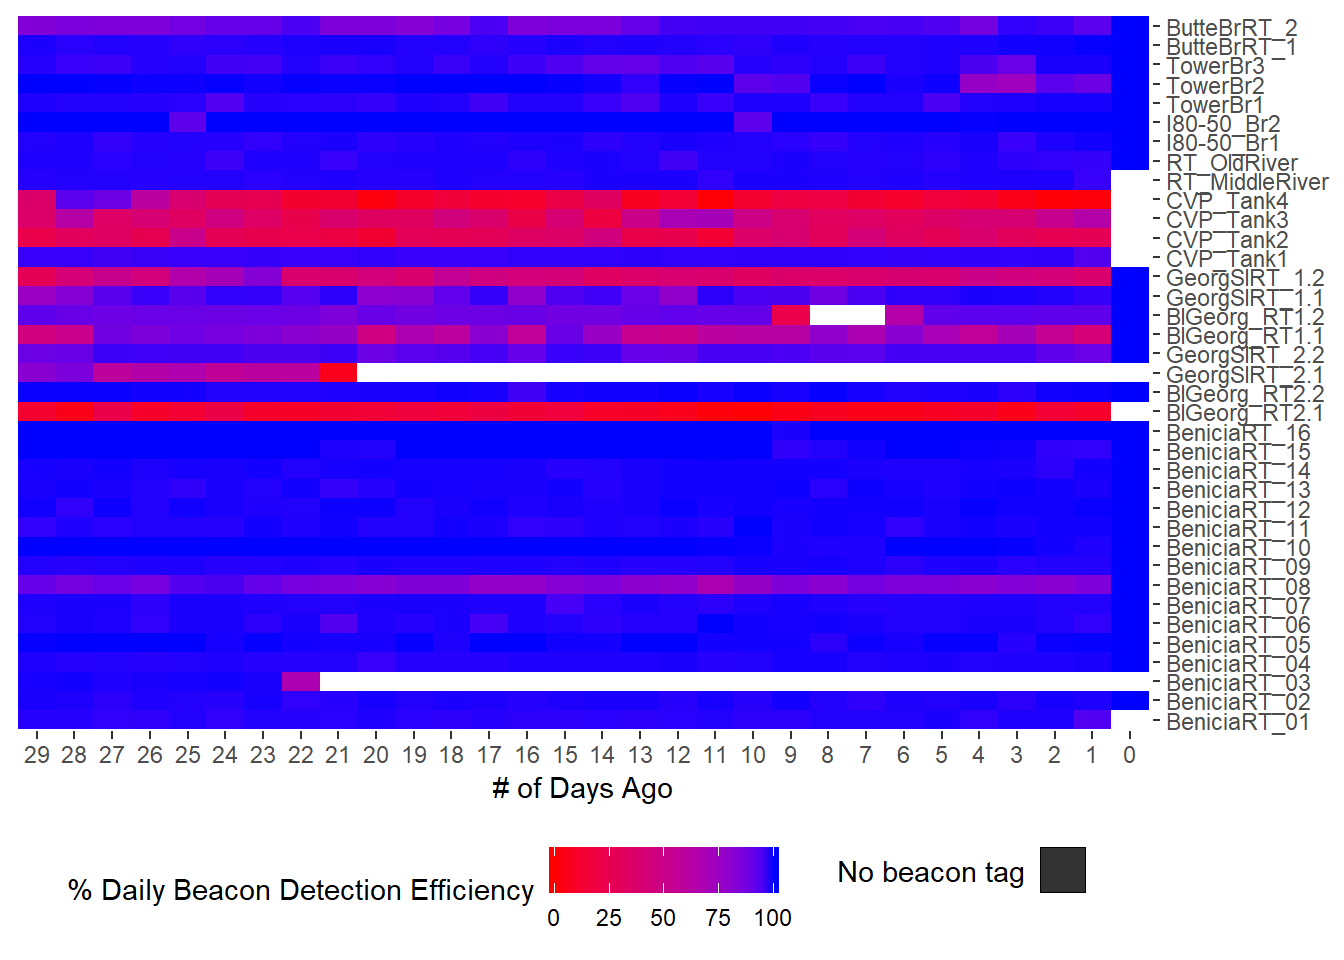 ButteBrRT_2
ButteBrRT_1
TowerBr3
TowerBr2
TowerBr1
I80-50_Br2
I80-50_Br1
RT_OldRiver
RT_MiddleRiver
CVP_Tank4
CVP_Tank3
CVP_Tank2
CVP_Tank1
GeorgSlRT_1.2
GeorgSlRT_1.1
BlGeorg_RT1.2
BlGeorg_RT1.1
GeorgSlRT_2.2
GeorgSlRT_2.1
BlGeorg_RT2.2
BlGeorg_RT2.1
BeniciaRT_16
BeniciaRT_15
BeniciaRT_14
BeniciaRT_13
BeniciaRT_12
BeniciaRT_11
BeniciaRT_10
BeniciaRT_09
BeniciaRT_08
BeniciaRT_07
BeniciaRT_06
BeniciaRT_05
BeniciaRT_04
BeniciaRT_03
BeniciaRT_02
BeniciaRT_01
29 28 27 26 25 24 23 22 21 20 19 18 17 16 15 14 13 12 11 10 9 8 7 6 5 4 3 2 1 0
# of Days Ago
% Daily Beacon Detection Efficiency
0 25 50 75 100
No beacon tag